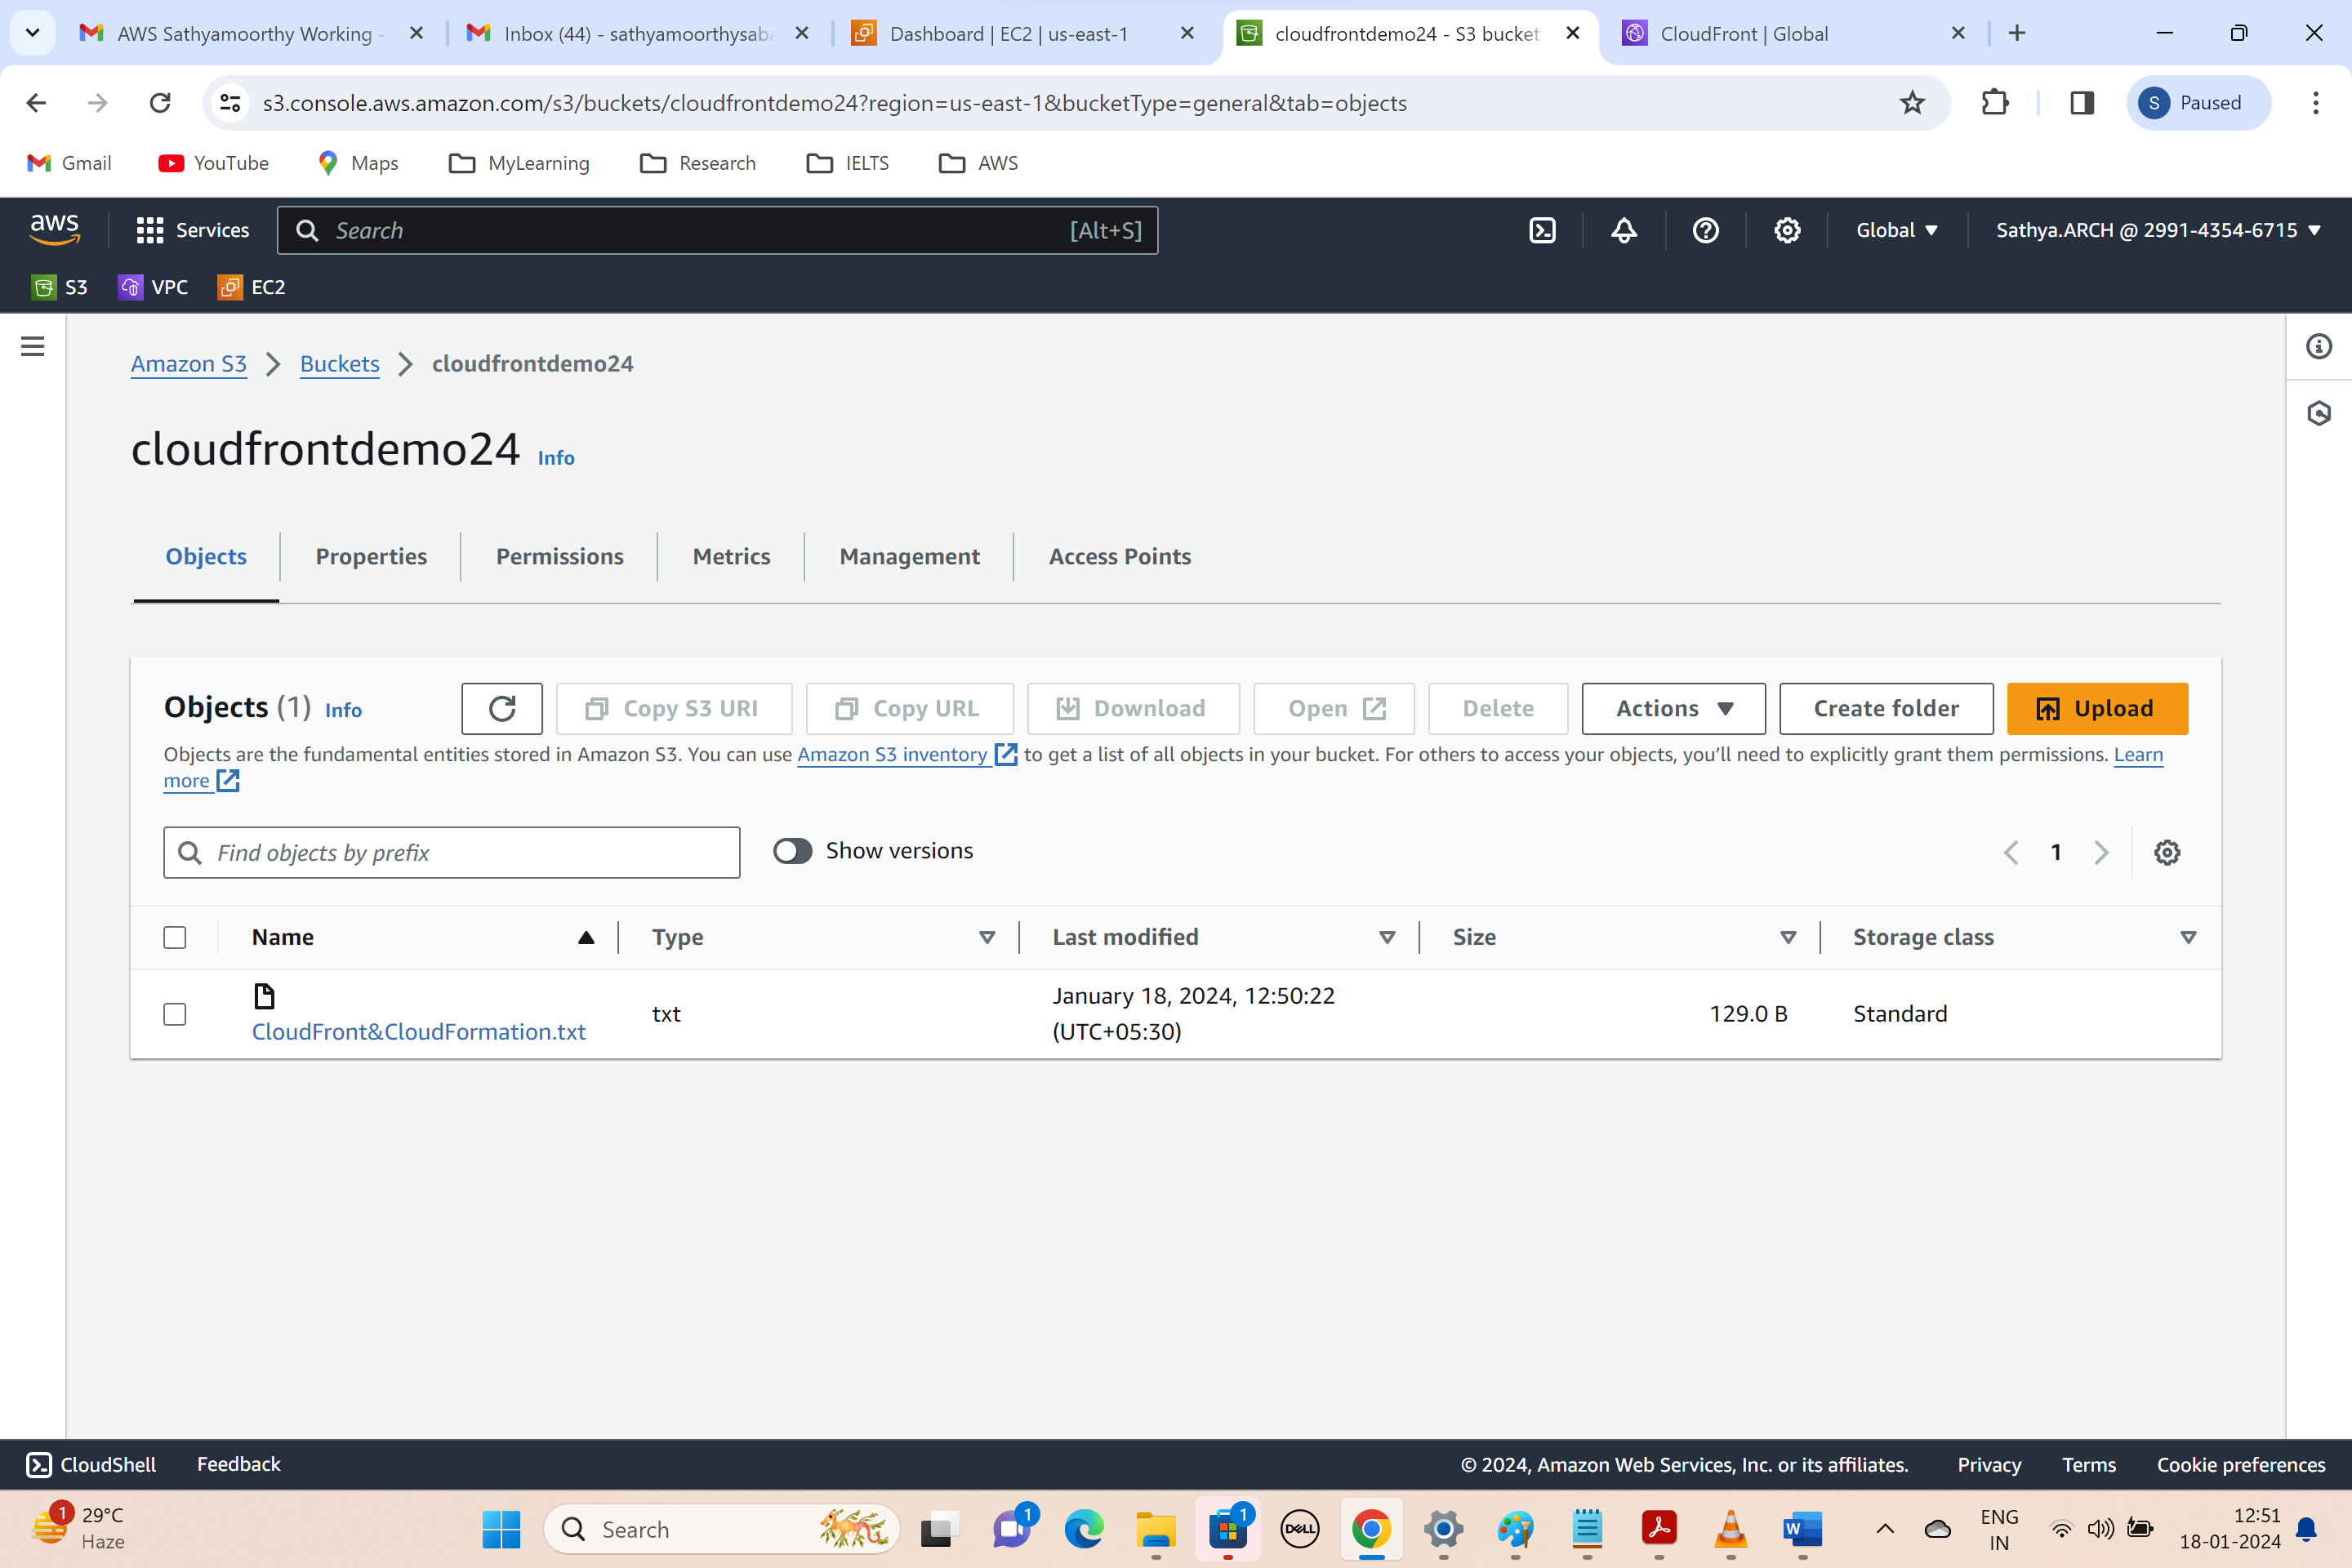 AWS Sathyamoorthy Working -
Inbox (44) - sathyamoorthysaba
Dashboard | EC2 | us-east-1
cloudfrontdemo24 - S3 bucket
CloudFront | Global
s3.console.aws.amazon.com/s3/buckets/cloudfrontdemo24?region=us-east-1&bucketType=general&tab=objects
S
Paused
Gmail
YouTube
Maps
MyLearning
Research
IELTS
AWS
aws
Services
Search
[Alt+S]
Global
Sathya.ARCH @ 2991-4354-6715
S3
VPC
EC2
Amazon S3
Buckets
cloudfrontdemo24
cloudfrontdemo24 Info
Objects
Properties
Permissions
Metrics
Management
Access Points
Objects (1) Info
Copy S3 URI
Copy URL
Download
Open
Delete
Actions
Create folder
Upload
Objects are the fundamental entities stored in Amazon S3. You can use Amazon S3 inventory to get a list of all objects in your bucket. For others to access your objects, you’ll need to explicitly grant them permissions. Learn
more
Find objects by prefix
Show versions
1
Name
Type
Last modified
Size
Storage class
CloudFront&CloudFormation.txt
txt
January 18, 2024, 12:50:22
(UTC+05:30)
129.0 B
Standard
CloudShell
Feedback
© 2024, Amazon Web Services, Inc. or its affiliates.
Privacy
Terms
Cookie preferences
1
29°C
Haze
Search
1
1
DELL
W
ENG
IN
12:51
18-01-2024